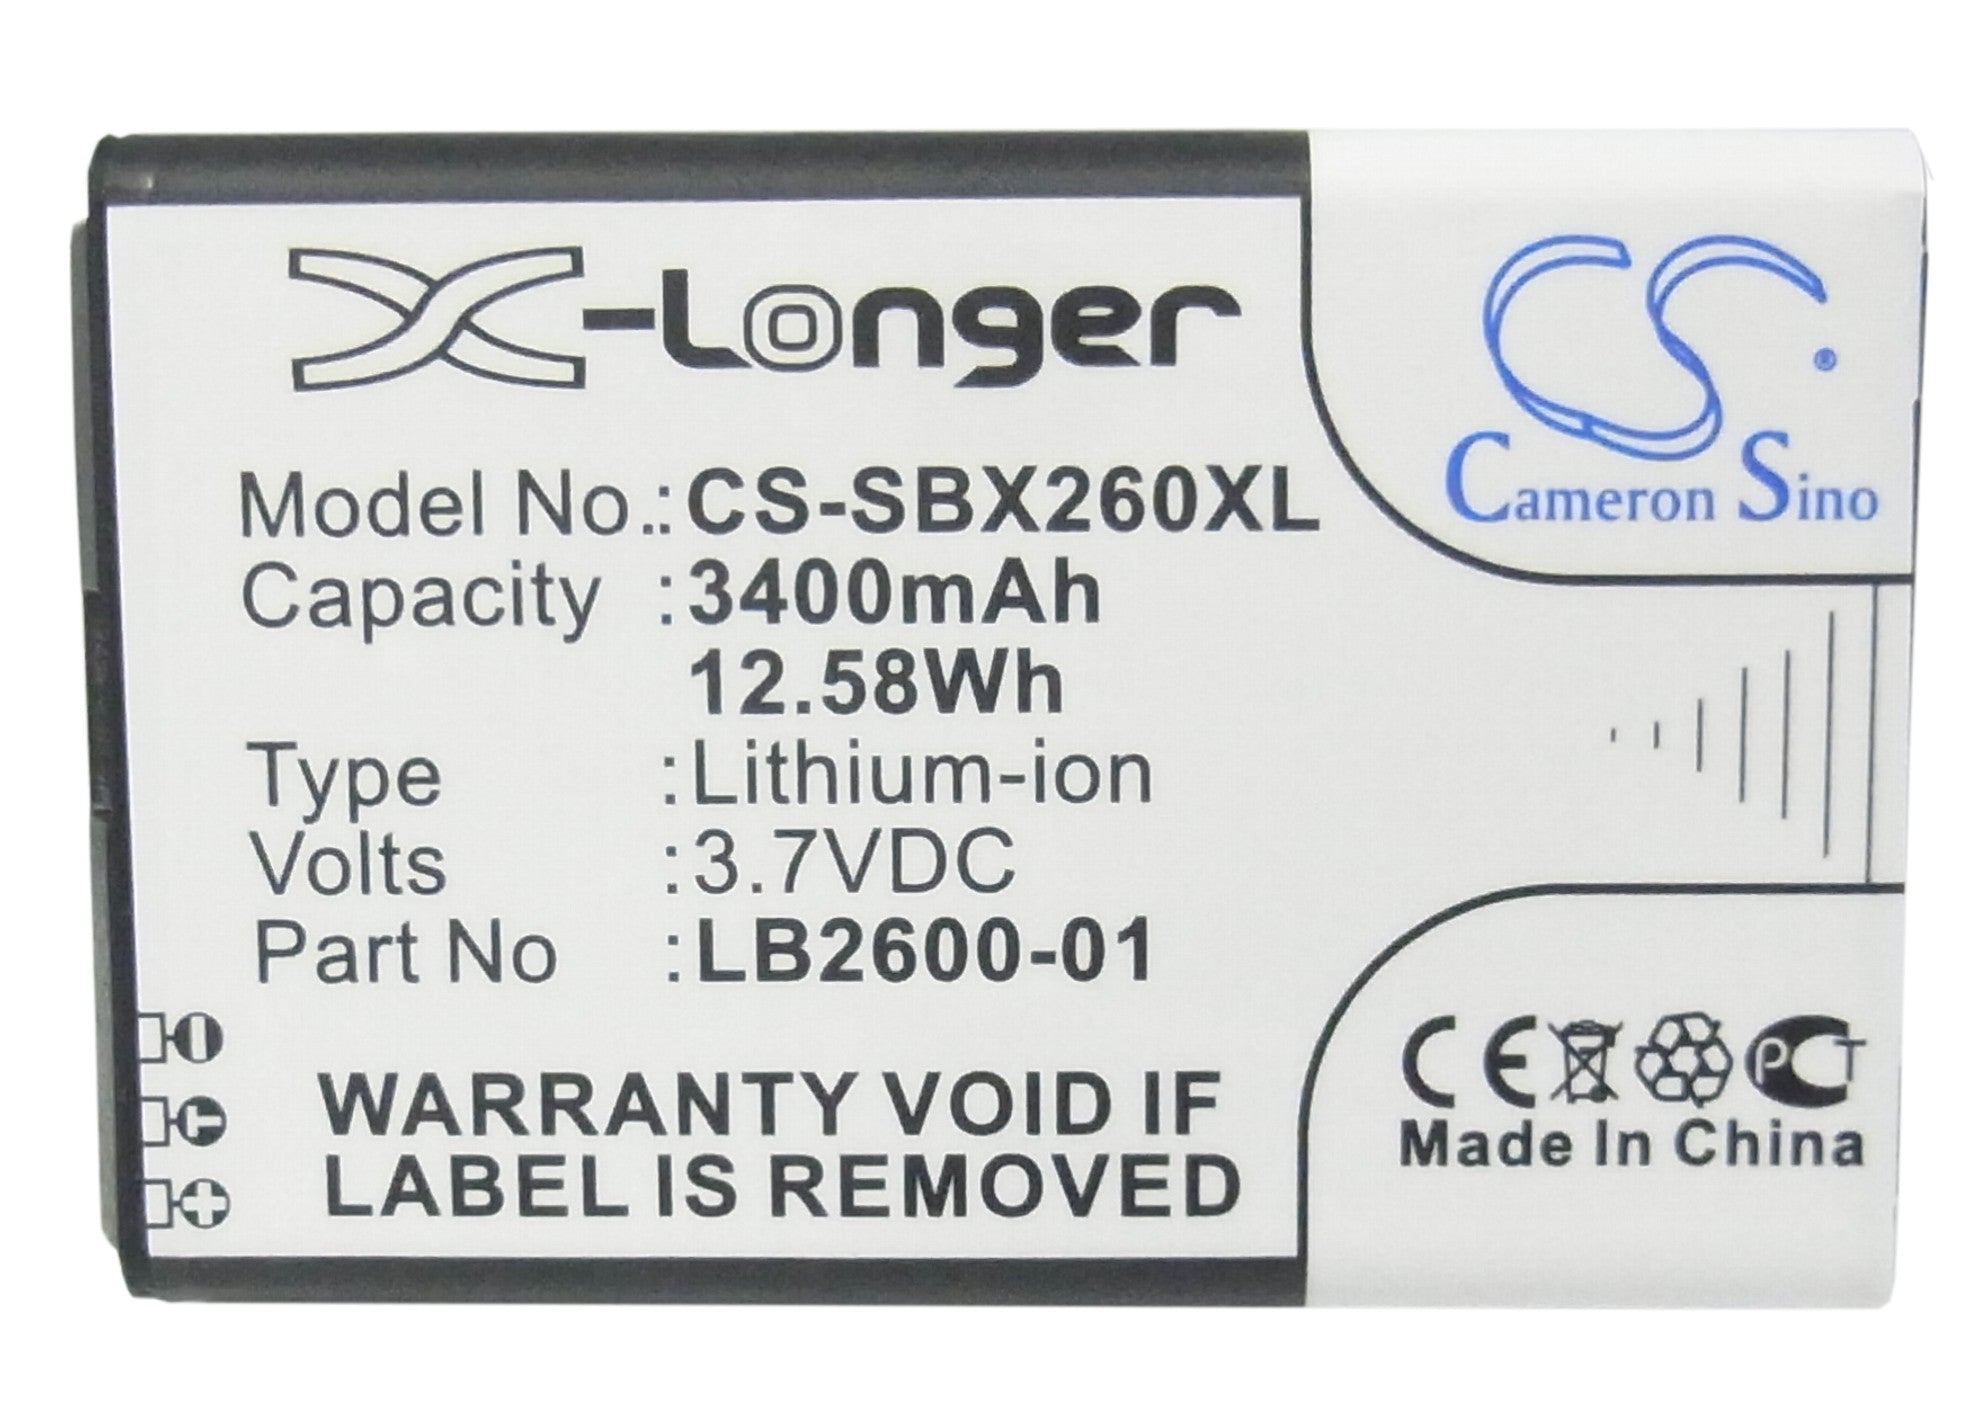 X-Longer
CS ®
Cameron Sino
Model No.: CS-SBX260XL
Capacity : 3400mAh
12.58Wh
Type : Lithium-ion
Volts : 3.7VDC
Part No : LB2600-01
WARRANTY VOID IF
LABEL IS REMOVED
CE PCT
Made In China